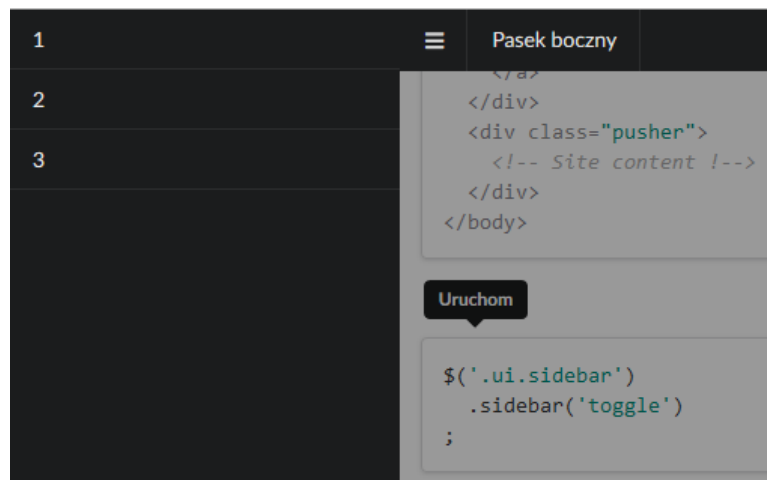 1
2
3
Pasek boczny
</a>
</div>
<div class="pusher">
<!-- Site content !-->
</div>
</body>
Uruchom
$('.ui.sidebar')
.sidebar('toggle')
;